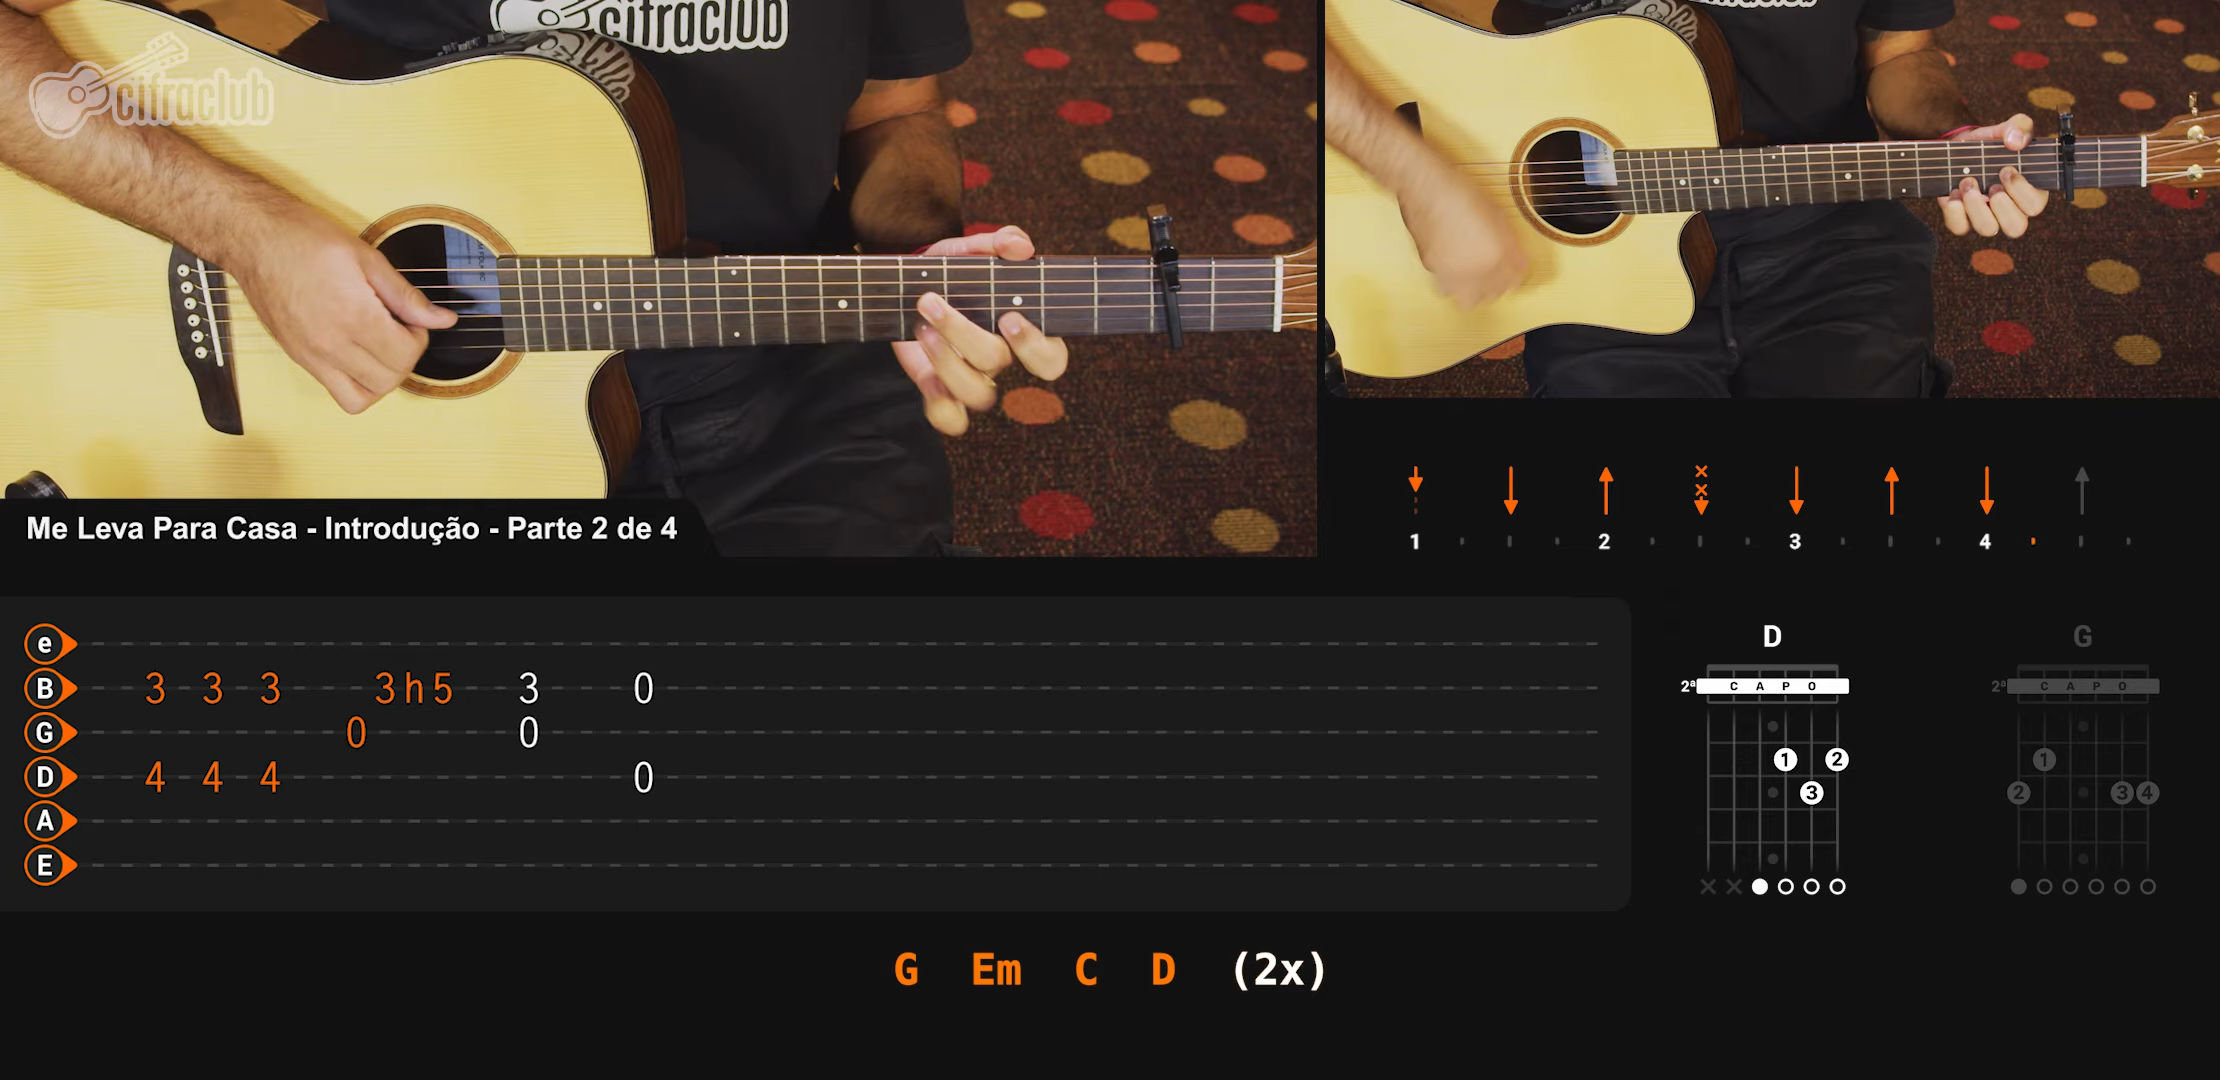 cifraclub
cifraclub
Me Leva Para Casa - Introdução - Parte 2 de 4
1 2 3 4
e
B 3 3 3 3h5 3 0
G 0 0
D 4 4 4 0
A
E
D
2ª CAPO
1 2
3
G
2ª CAPO
1
2 3 4
G Em C D (2x)